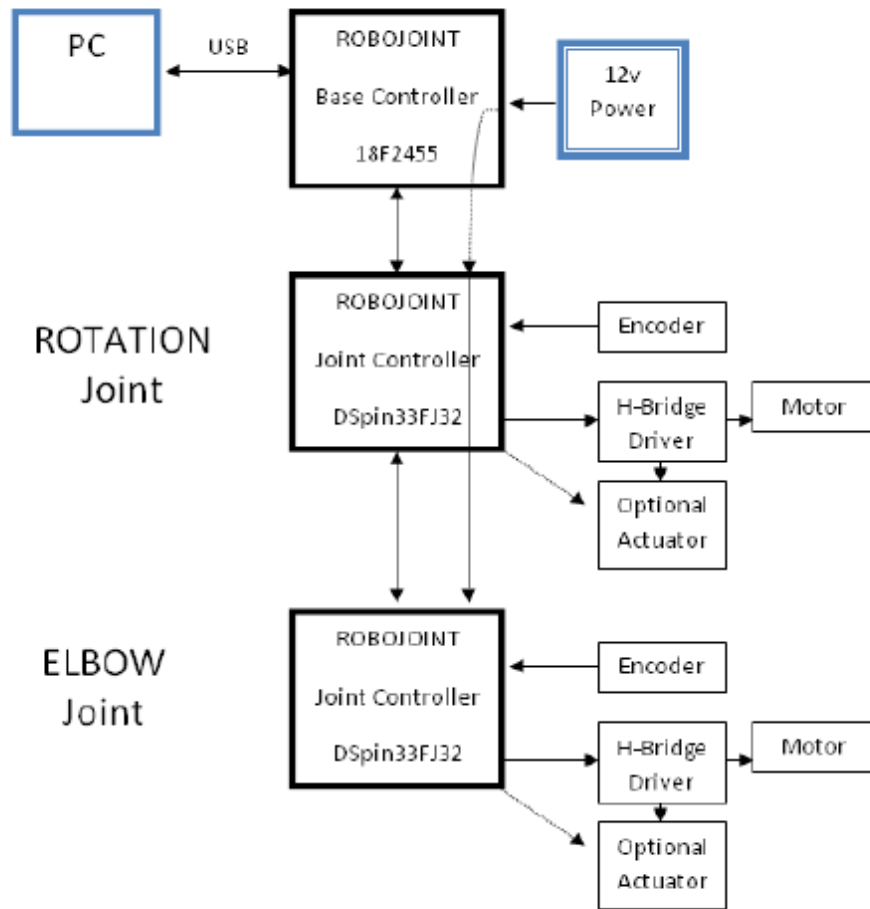 PC
USB
ROBOJOINT
Base Controller
18F2455
12v
Power
ROTATION
Joint
ROBOJOINT
Joint Controller
DSpin33FJ32
Encoder
H-Bridge
Driver
Motor
Optional
Actuator
ELBOW
Joint
ROBOJOINT
Joint Controller
DSpin33FJ32
Encoder
H-Bridge
Driver
Motor
Optional
Actuator